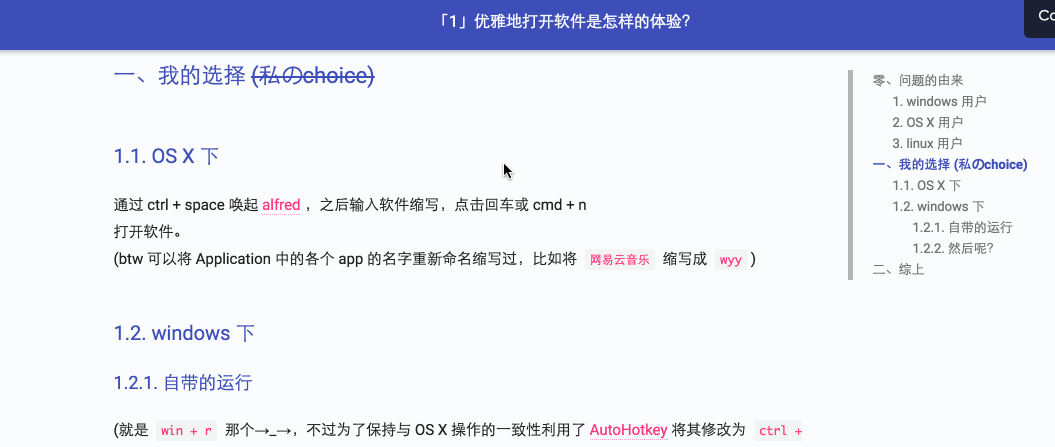 「1」优雅地打开软件是怎样的体验?
一、我的选择 (私のchoice)
1.1. OS X 下
通过 ctrl + space 唤起 alfred ，之后输入软件缩写，点击回车或 cmd + n
打开软件。
(btw 可以将 Application 中的各个 app 的名字重新命名缩写过，比如将 网易云音乐 缩写成 wyy )
1.2. windows 下
1.2.1. 自带的运行
(就是 win + r 那个→_→，不过为了保持与 OS X 操作的一致性利用了 AutoHotkey 将其修改为 ctrl +
零、问题的由来
1. windows 用户
2. OS X 用户
3. linux 用户
一、我的选择 (私のchoice)
1.1. OS X 下
1.2. windows 下
1.2.1. 自带的运行
1.2.2. 然后呢?
二、综上